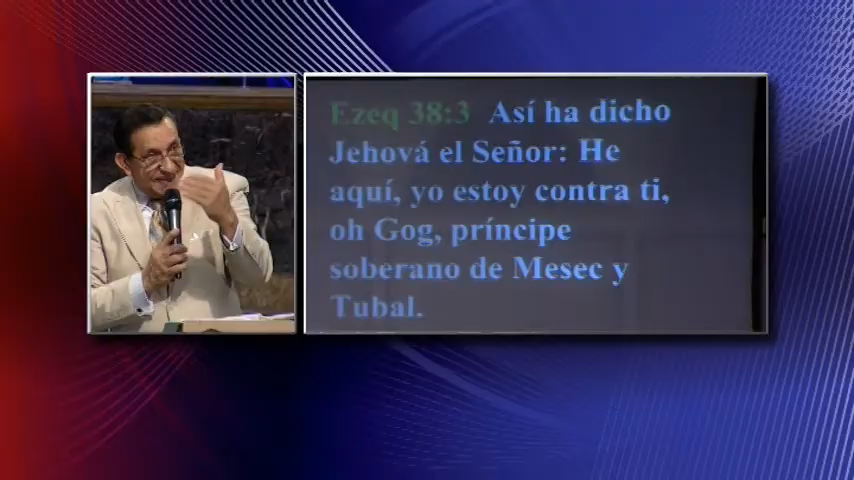 Ezeq 38:3 Así ha dicho
Jehová el Señor: He
aquí, yo estoy contra ti,
oh Gog, príncipe
soberano de Mesec y
Tubal.